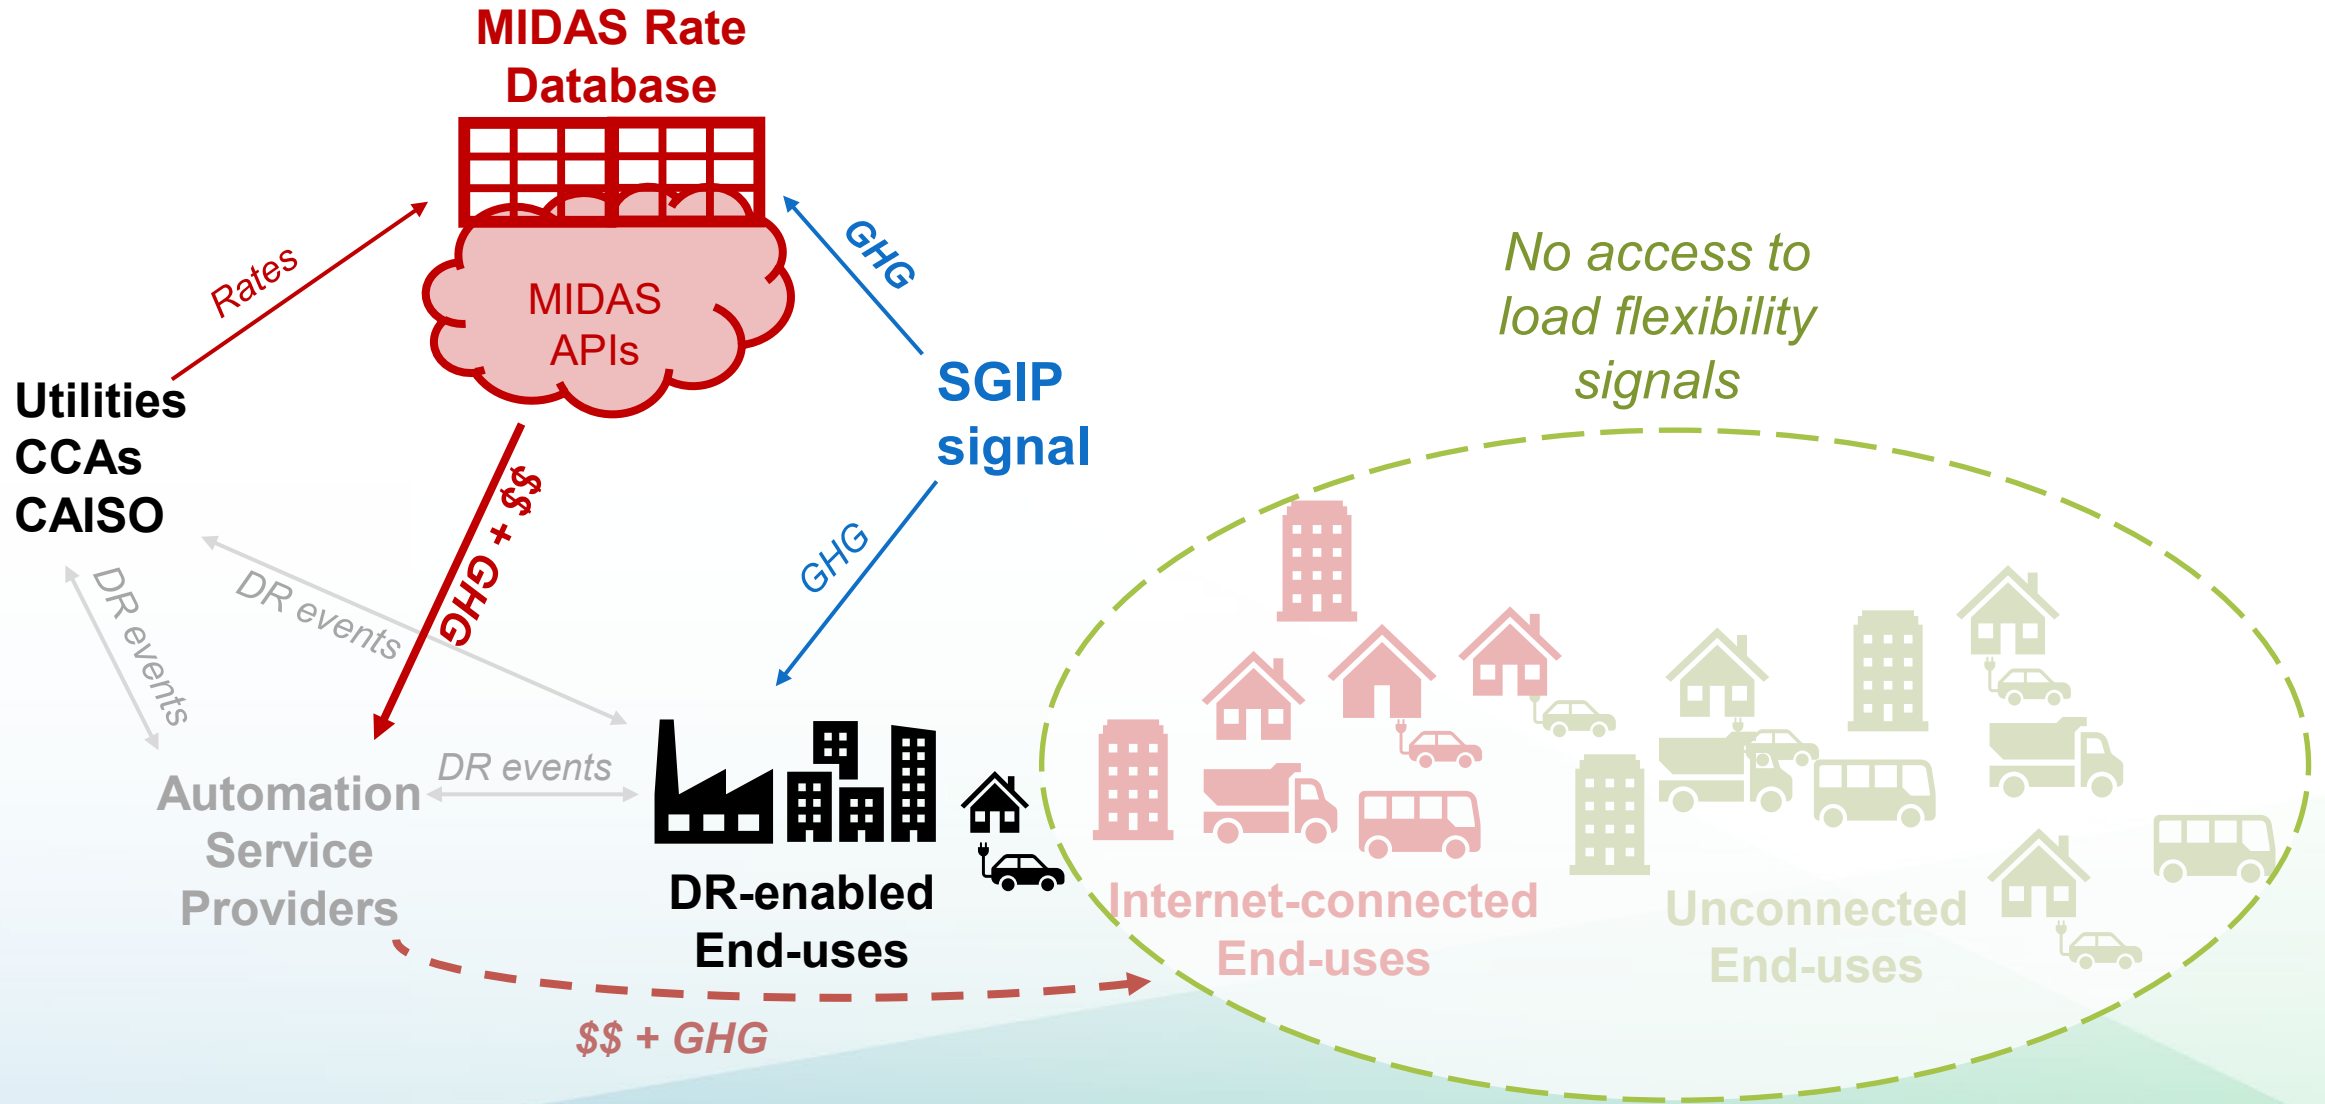 MIDAS Rate
Database
MIDAS
APIs
Rates
GHG
SGIP
signal
GHG
$$ + GHG
Utilities
CCAs
CAISO
DR events
DR events
DR events
Automation
Service
Providers
DR-enabled
End-uses
$$ + GHG
No access to
load flexibility
signals
Internet-connected
End-uses
Unconnected
End-uses